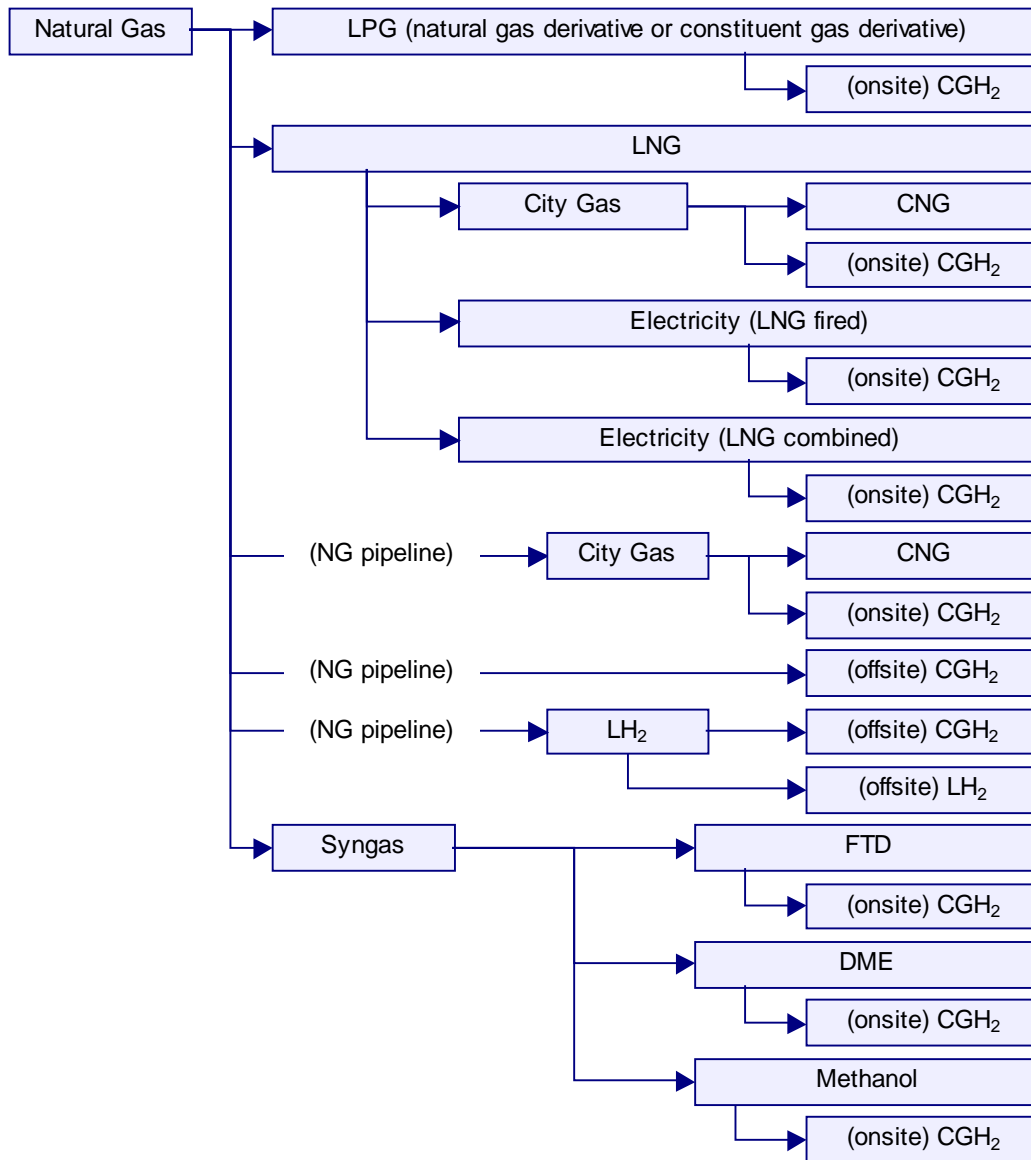 Natural Gas
LPG (natural gas derivative or constituent gas derivative)
(onsite) CGH₂
LNG
City Gas
CNG
(onsite) CGH₂
Electricity (LNG fired)
(onsite) CGH₂
Electricity (LNG combined)
(onsite) CGH₂
(NG pipeline)
City Gas
CNG
(onsite) CGH₂
(NG pipeline)
(offsite) CGH₂
(NG pipeline)
LH₂
(offsite) CGH₂
(offsite) LH₂
Syngas
FTD
(onsite) CGH₂
DME
(onsite) CGH₂
Methanol
(onsite) CGH₂